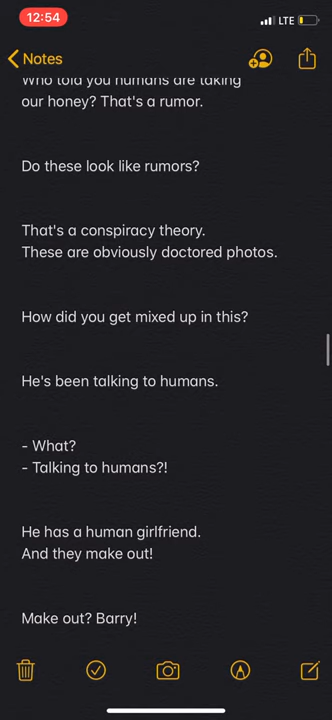 12:54
LTE
Notes
Who told you humans are taking
our honey? That's a rumor.
Do these look like rumors?
That's a conspiracy theory.
These are obviously doctored photos.
How did you get mixed up in this?
He's been talking to humans.
- What?
- Talking to humans?!
He has a human girlfriend.
And they make out!
Make out? Barry!